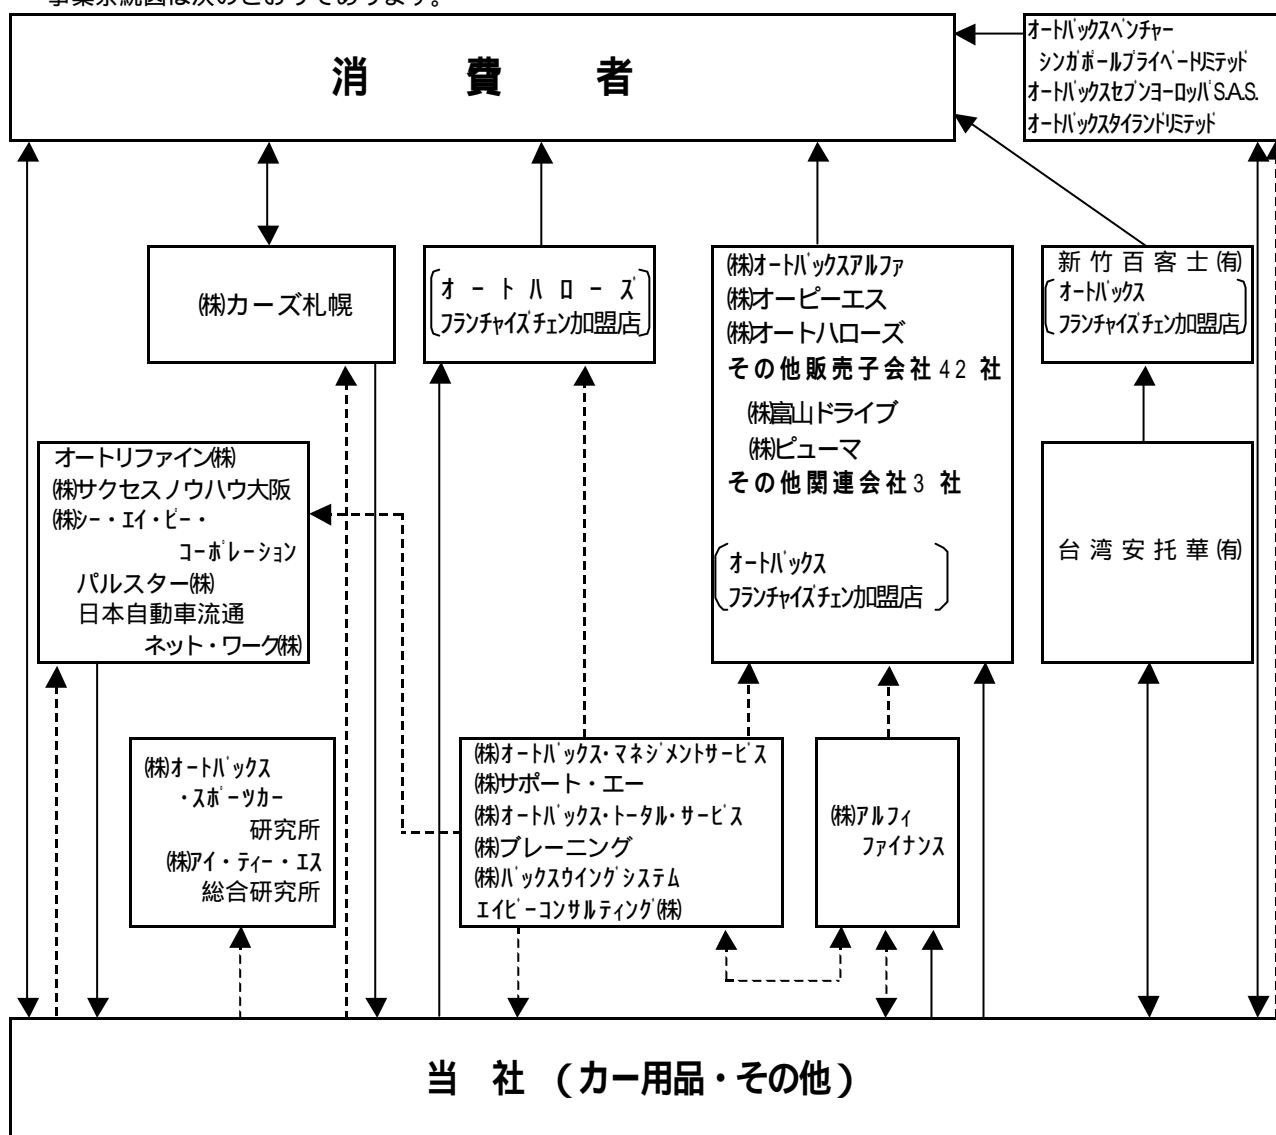 事業系統図は次のとおりであります。
消費者
オートバックスベンチャー
シンガポールプライベートリミテッド
オートバックスセブンヨーロッパS.A.S.
オートバックスタイランドリミテッド
㈱カーズ札幌
オートハローズ
フランチャイズチェン加盟店
㈱オートバックスアルファ
㈱オーピーエス
㈱オートハローズ
その他販売子会社42社
㈱富山ドライブ
㈱ピューマ
その他関連会社3社
オートバックス
フランチャイズチェン加盟店
新竹百客士㈲
オートバックス
フランチャイズチェン加盟店
オートリファイン㈱
㈱サクセスノウハウ大阪
㈱シー・エイ・ピー・
コーポレーション
パルスター㈱
日本自動車流通
ネット・ワーク㈱
台湾安托華㈲
㈱オートバックス
・スポーツカー
研究所
㈱アイ・ティー・エス
総合研究所
㈱オートバックス・マネジメントサービス
㈱サポート・エー
㈱オートバックス・トータル・サービス
㈱ブレーニング
㈱バックスウイングシステム
エイピーコンサルティング㈱
㈱アルフィ
ファイナンス
当社（カー用品・その他）